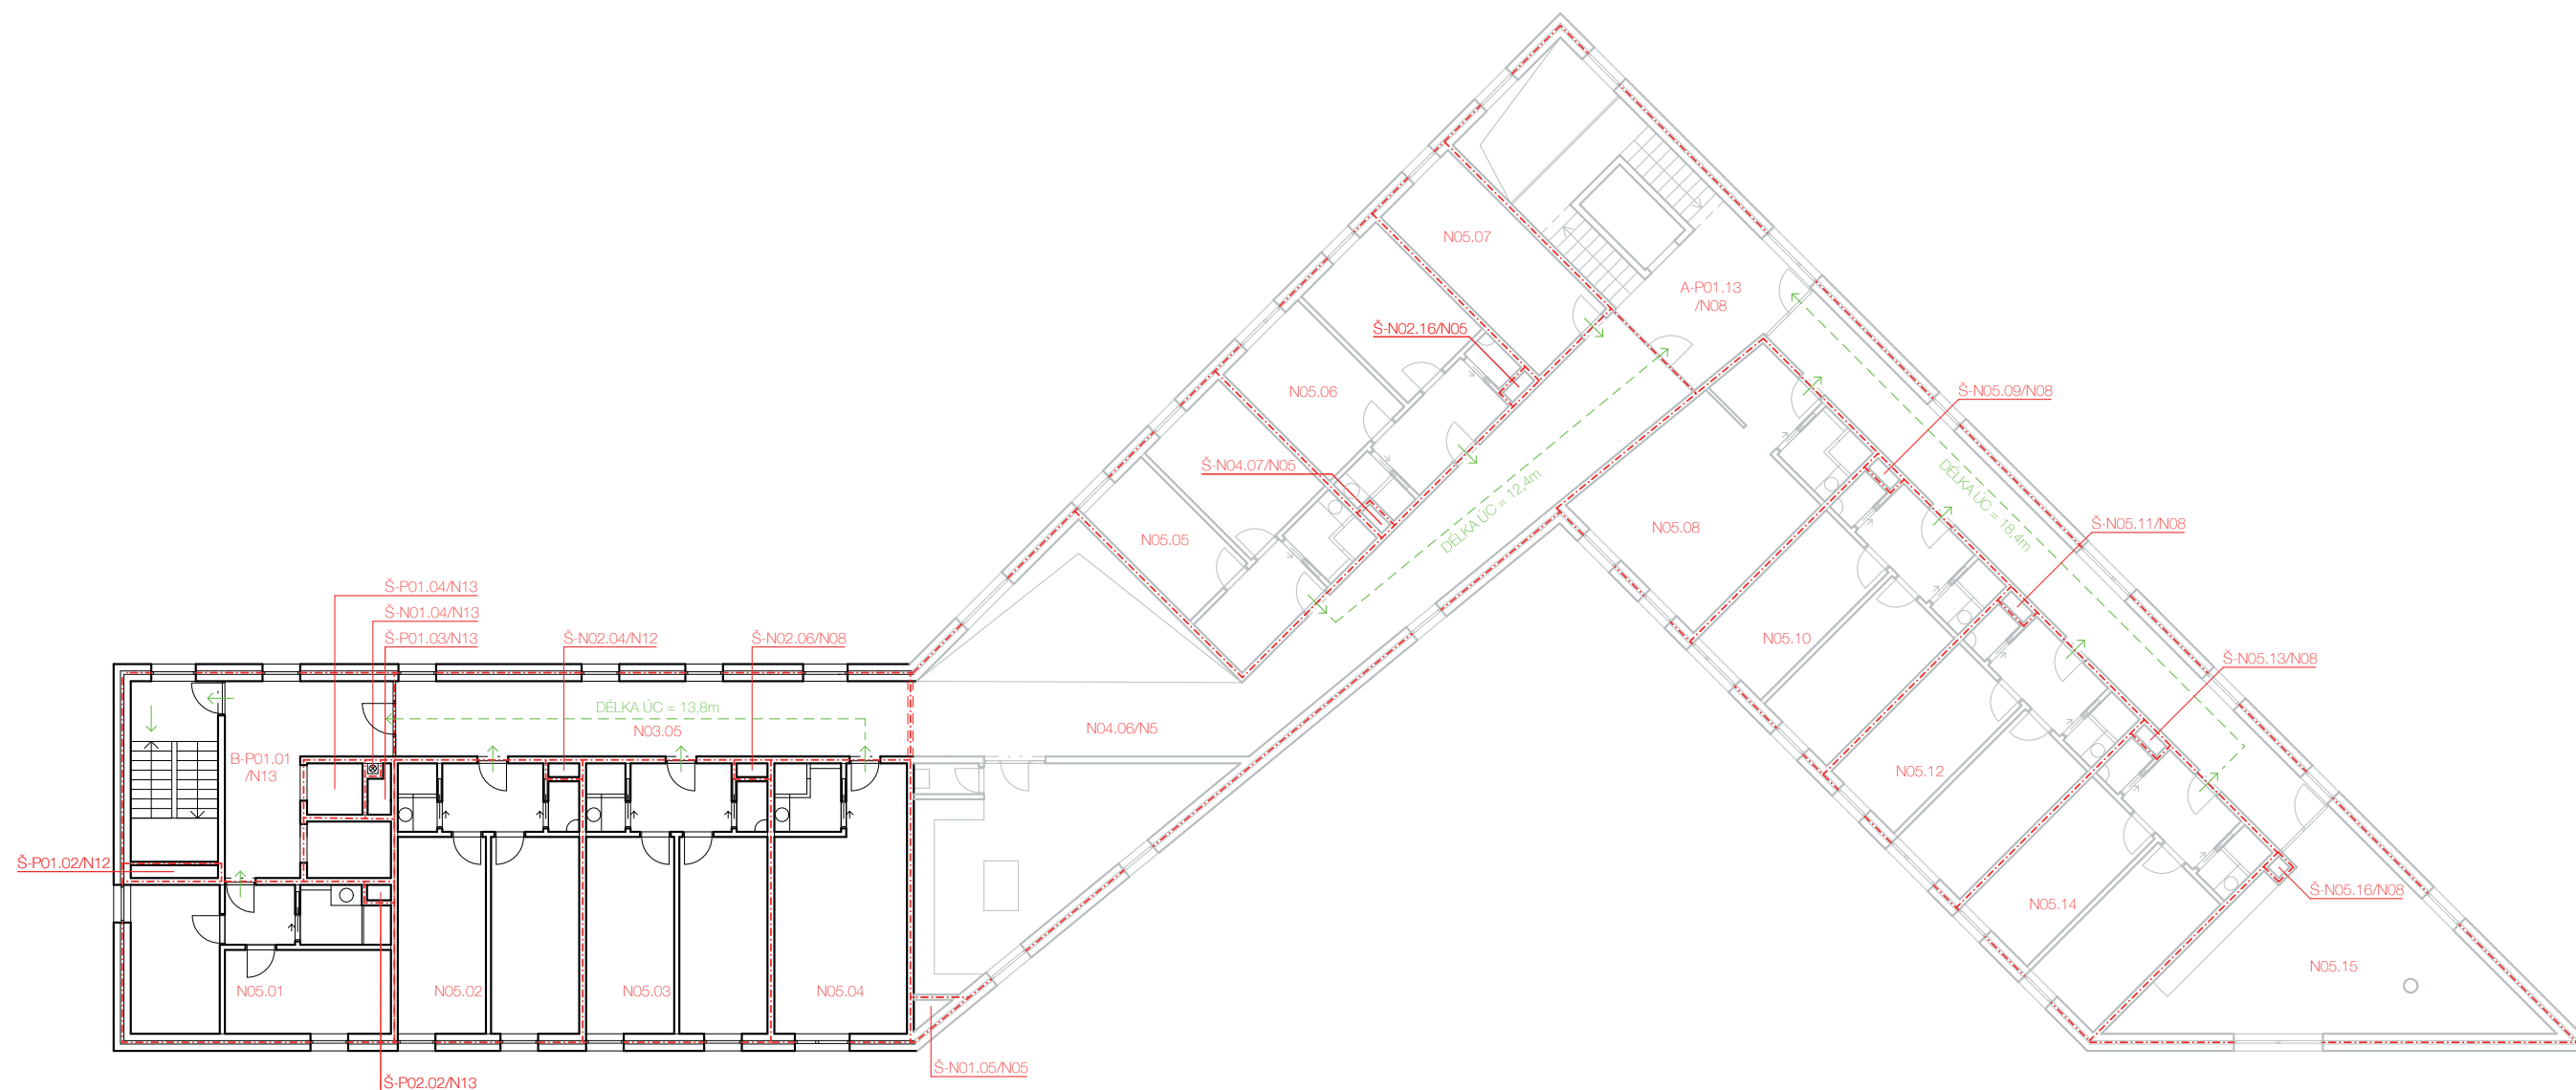 N05.07
A-P01.13
/N08
Š-N02.16/N05
N05.06
Š-N05.09/N08
Š-N04.07/N05
DÉLKA ÚC = 12,4m
DÉLKA ÚC = 18,4m
N05.08
Š-N05.11/N08
N05.05
Š-P01.04/N13
Š-N01.04/N13
Š-P01.03/N13
Š-N02.04/N12
Š-N02.06/N08
N05.10
Š-N05.13/N08
DÉLKA ÚC = 13,8m
N03.05
N04.06/N5
B-P01.01
/N13
N05.12
Š-P01.02/N12
Š-N05.16/N08
N05.14
N05.15
N05.01
N05.02
N05.03
N05.04
Š-N01.05/N05
Š-P02.02/N13